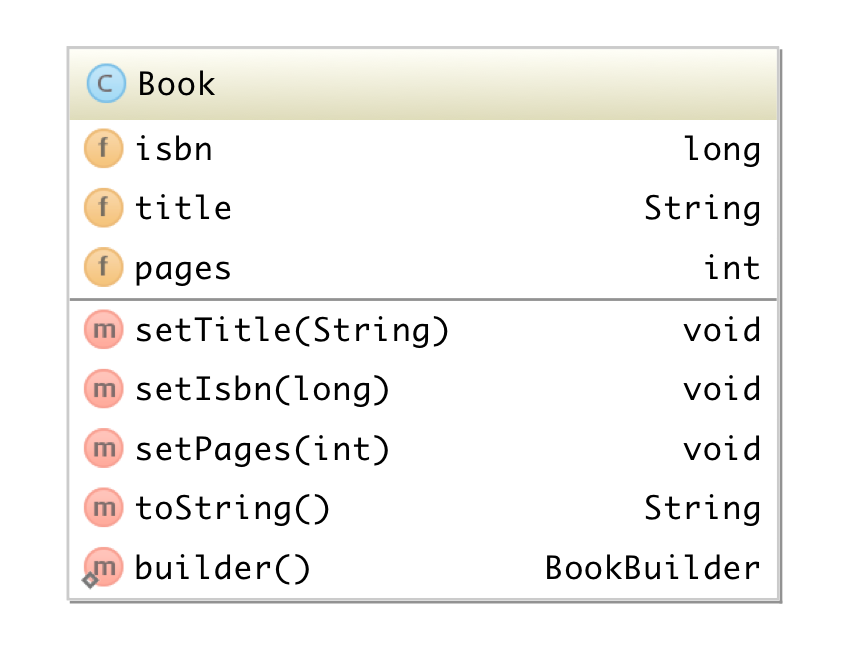 C Book
f isbn long
f title String
f pages int
m setTitle(String) void
m setIsbn(long) void
m setPages(int) void
m toString() String
m builder() BookBuilder